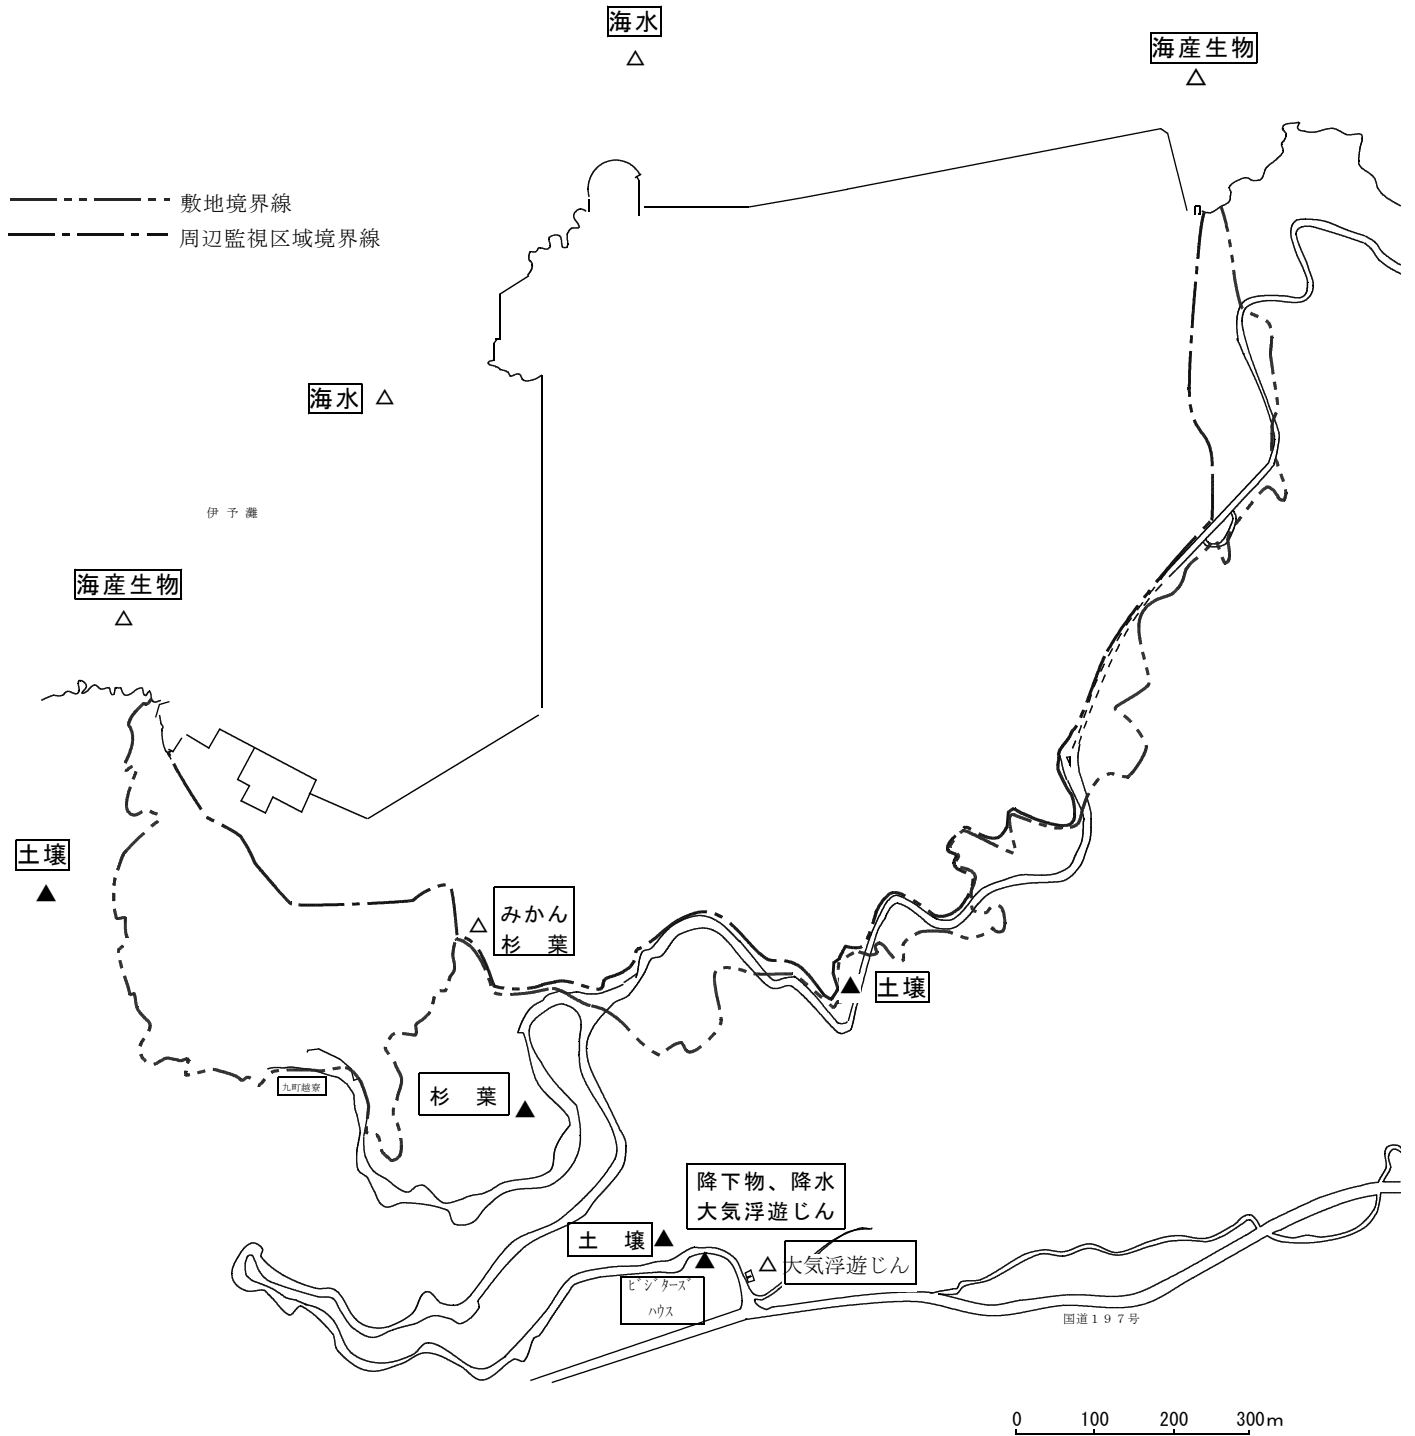 海水
海産生物
敷地境界線
周辺監視区域境界線
海水
伊予灘
海産生物
土壌
みかん
杉　葉
土壌
九町越寮
杉　葉
降下物、降水
大気浮遊じん
土　壌
大気浮遊じん
ﾋﾞｼﾞﾀｰｽﾞ
ﾊｳｽ
国道１９７号
0 100 200 300m